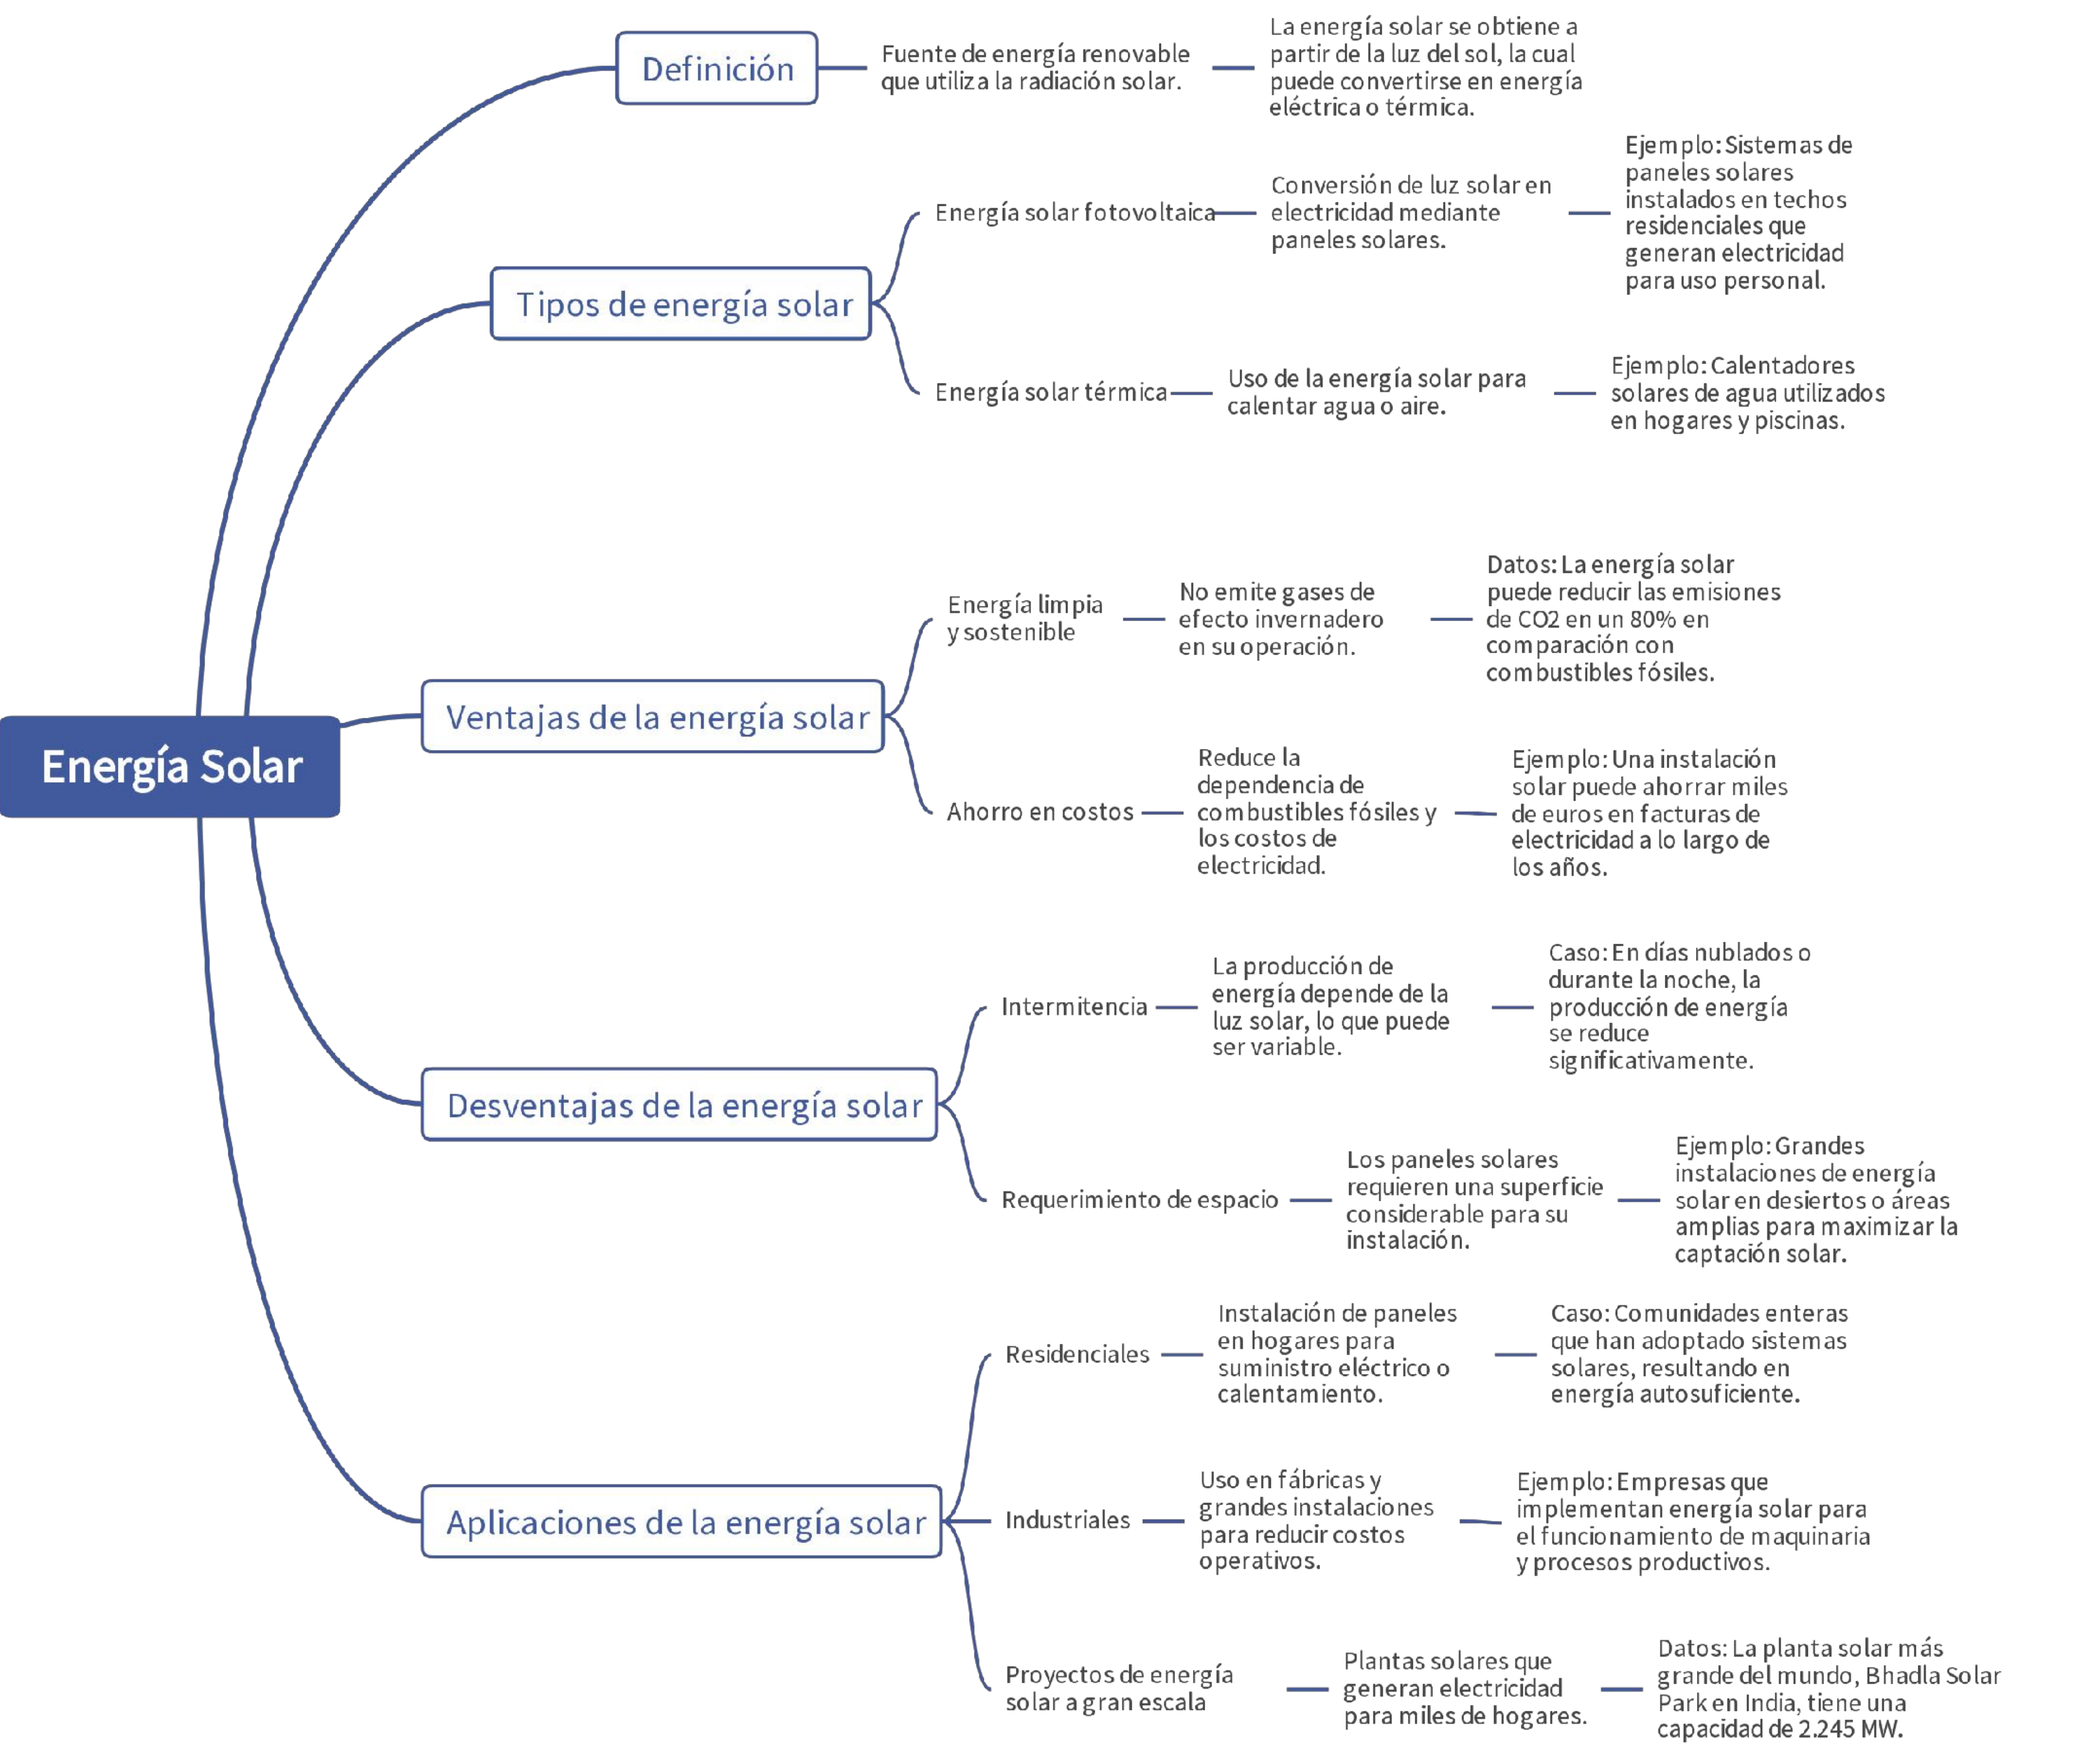 Energía Solar
Definición
Fuente de energía renovable
que utiliza la radiación solar.
La energía solar se obtiene a
partir de la luz del sol, la cual
puede convertirse en energía
eléctrica o térmica.
Tipos de energía solar
Energía solar fotovoltaica
Conversión de luz solar en
electricidad mediante
paneles solares.
Ejemplo: Sistemas de
paneles solares
instalados en techos
residenciales que
generan electricidad
para uso personal.
Energía solar térmica
Uso de la energía solar para
calentar agua o aire.
Ejemplo: Calentadores
solares de agua utilizados
en hogares y piscinas.
Ventajas de la energía solar
Energía limpia
y sostenible
No emite gases de
efecto invernadero
en su operación.
Datos: La energía solar
puede reducir las emisiones
de CO2 en un 80% en
comparación con
combustibles fósiles.
Ahorro en costos
Reduce la
dependencia de
combustibles fósiles y
los costos de
electricidad.
Ejemplo: Una instalación
solar puede ahorrar miles
de euros en facturas de
electricidad a lo largo de
los años.
Desventajas de la energía solar
Intermitencia
La producción de
energía depende de la
luz solar, lo que puede
ser variable.
Caso: En días nublados o
durante la noche, la
producción de energía
se reduce
significativamente.
Requerimiento de espacio
Los paneles solares
requieren una superficie
considerable para su
instalación.
Ejemplo: Grandes
instalaciones de energía
solar en desiertos o áreas
amplias para maximizar la
captación solar.
Aplicaciones de la energía solar
Residenciales
Instalación de paneles
en hogares para
suministro eléctrico o
calentamiento.
Caso: Comunidades enteras
que han adoptado sistemas
solares, resultando en
energía autosuficiente.
Industriales
Uso en fábricas y
grandes instalaciones
para reducir costos
operativos.
Ejemplo: Empresas que
implementan energía solar para
el funcionamiento de maquinaria
y procesos productivos.
Proyectos de energía
solar a gran escala
Plantas solares que
generan electricidad
para miles de hogares.
Datos: La planta solar más
grande del mundo, Bhadla Solar
Park en India, tiene una
capacidad de 2.245 MW.